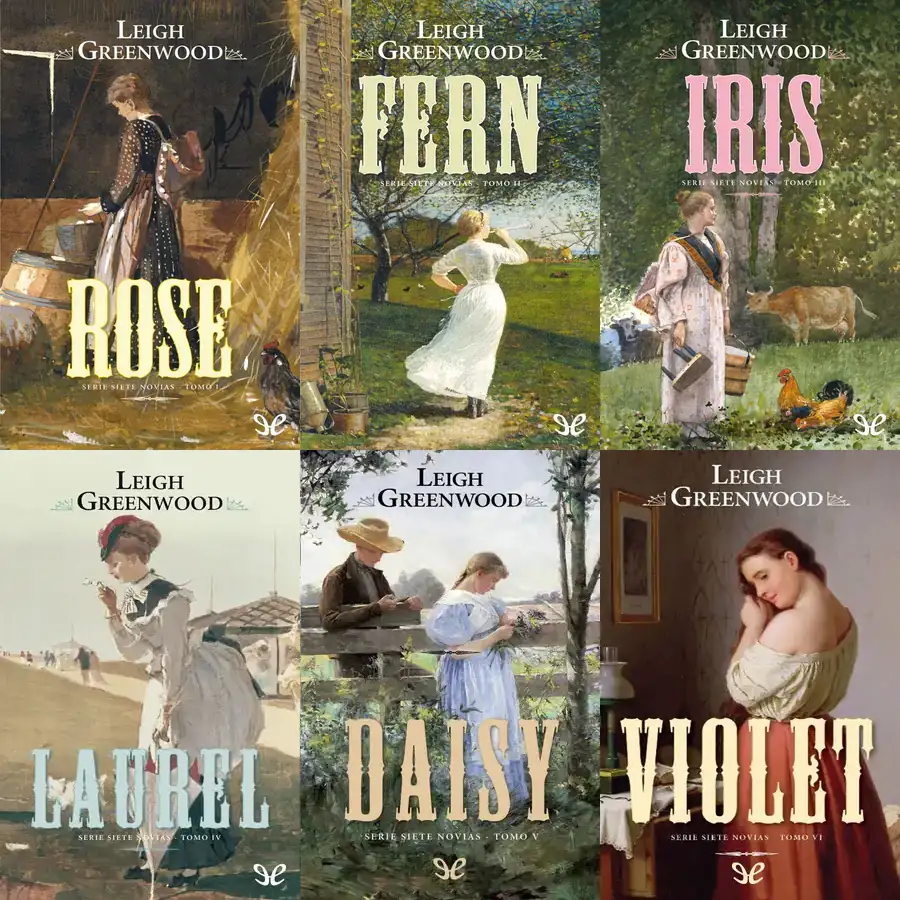 LEIGH
GREENWOOD
ROSE
SERIE SIETE NOVIAS · TOMO I
LEIGH
GREENWOOD
FERN
SERIE SIETE NOVIAS · TOMO II
LEIGH
GREENWOOD
IRIS
SERIE SIETE NOVIAS · TOMO III
LEIGH
GREENWOOD
LAUREL
SERIE SIETE NOVIAS · TOMO IV
LEIGH
GREENWOOD
DAISY
SERIE SIETE NOVIAS · TOMO V
LEIGH
GREENWOOD
VIOLET
SERIE SIETE NOVIAS TOMO VI